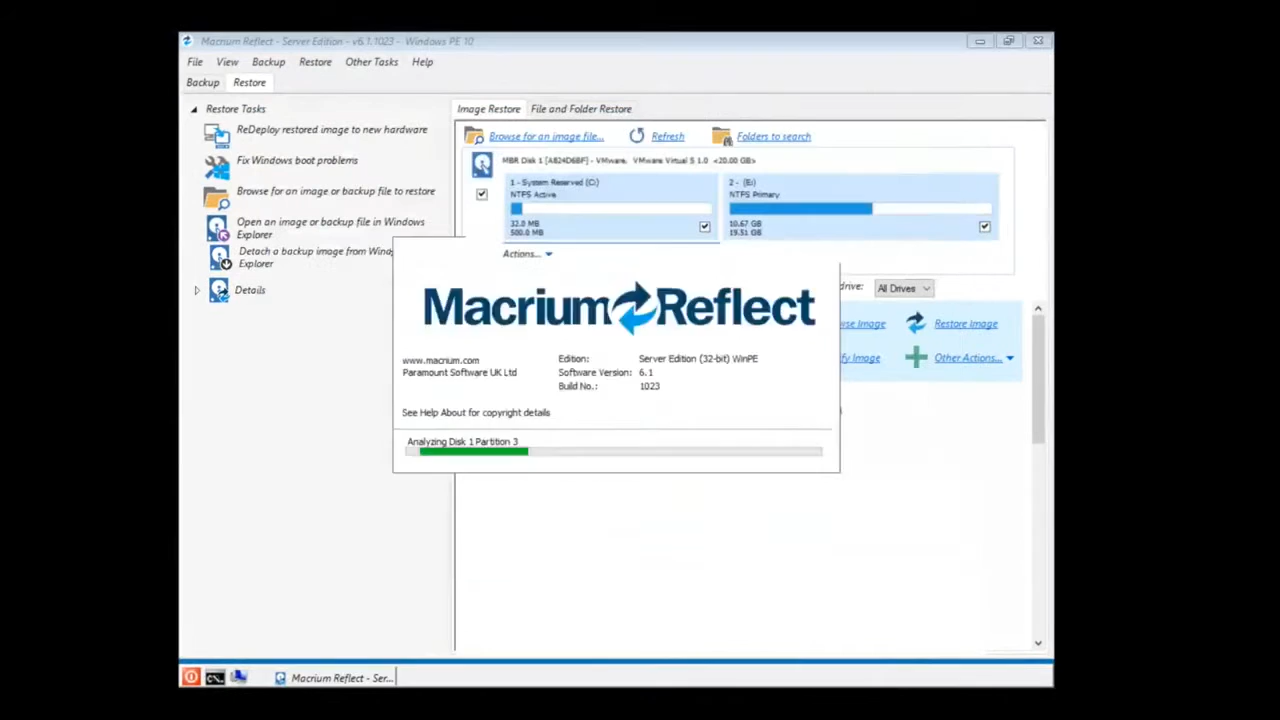 Macrium Reflect - Server Edition - v6.1.1023 - Windows PE 10
File View Backup Restore Other Tasks Help
Backup Restore
Restore Tasks
ReDeploy restored image to new hardware
Fix Windows boot problems
Browse for an image or backup file to restore
Open an image or backup file in Windows
Explorer
Detach a backup image from Wind
Explorer
Details
Image Restore File and Folder Restore
Browse for an image file... Refresh Folders to search
MBR Disk 1 [A824D6BF] - VMware, VMware Virtual S 1.0 <20.00 GB>
1 - System Reserved (C:)
NTFS Active
32.0 MB
500.0 MB
2 - (E:)
NTFS Primary
10.67 GB
19.51 GB
Actions...
drive: All Drives
se Image Restore Image
fy Image Other Actions...
Macrium Reflect
www.macrium.com
Paramount Software UK Ltd
Edition: Server Edition (32-bit) WinPE
Software Version: 6.1
Build No.: 1023
See Help About for copyright details
Analyzing Disk 1 Partition 3
Macrium Reflect - Ser...